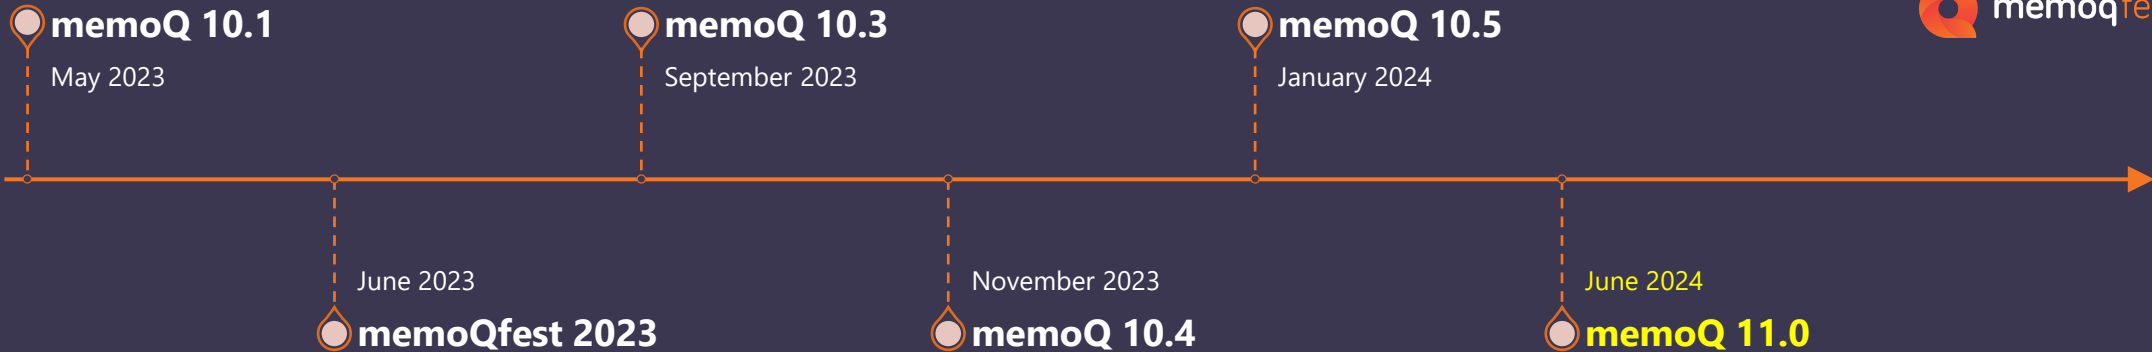 memoQ 10.1
May 2023
memoQ 10.3
September 2023
memoQ 10.5
January 2024
June 2023
memoQfest 2023
November 2023
memoQ 10.4
June 2024
memoQ 11.0